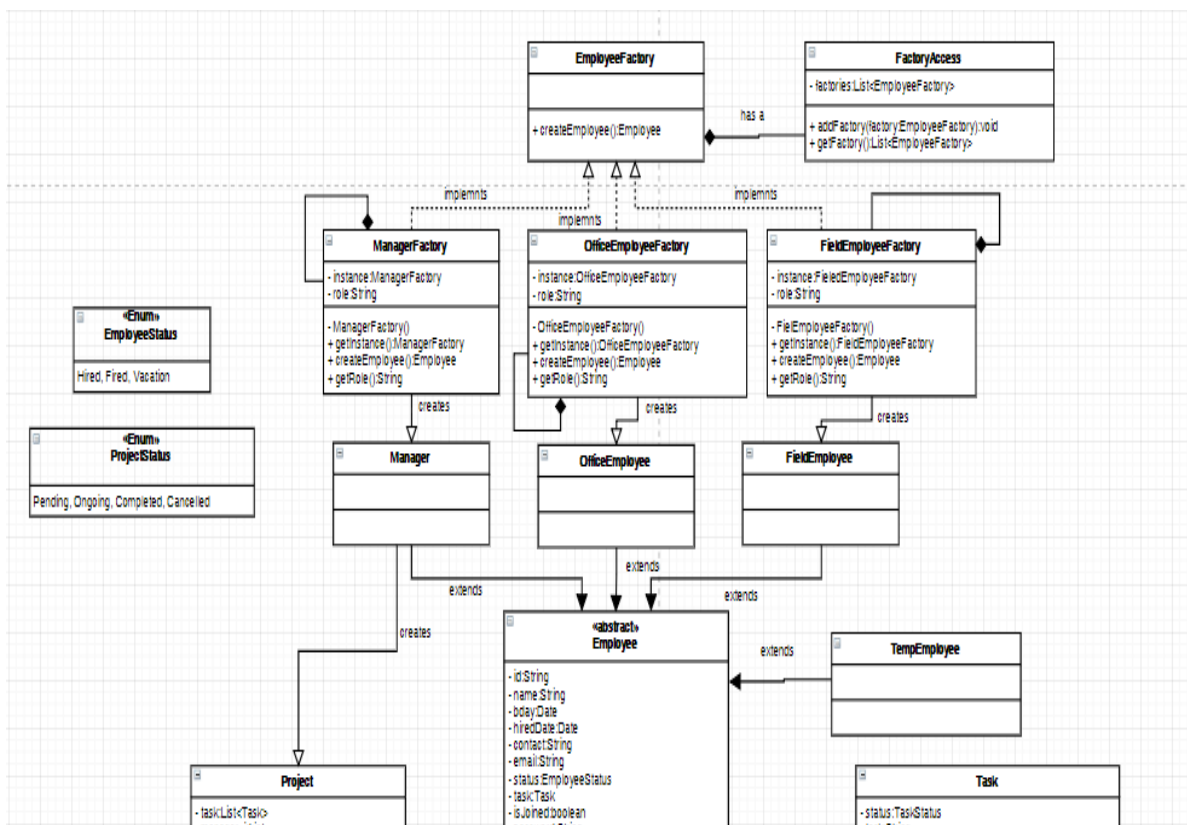 EmployeeFactory
+ createEmployee():Employee
has a
FactoryAccess
- factories:List<EmployeeFactory>
+ addFactory(factory:EmployeeFactory):void
+ getFactory():List<EmployeeFactory>
implemnts
implemnts
implemnts
ManagerFactory
- instance:ManagerFactory
- role:String
- ManagerFactory()
+ getInstance():ManagerFactory
+ createEmployee():Employee
+ getRole():String
OfficeEmployeeFactory
- instance:OfficeEmployeeFactory
- role:String
- OfficeEmployeeFactory()
+ getInstance():OfficeEmployeeFactory
+ createEmployee():Employee
+ getRole():String
FieldEmployeeFactory
- instance:FieledEmployeeFactory
- role:String
- FielEmployeeFactory()
+ getInstance():FieldEmployeeFactory
+ createEmployee():Employee
+ getRole():String
«Enum»
EmployeeStatus
Hired, Fired, Vacation
«Enum»
ProjectStatus
Pending, Ongoing, Completed, Cancelled
creates
creates
creates
Manager
OfficeEmployee
FieldEmployee
extends
extends
extends
creates
«abstract»
Employee
- id:String
- name:String
- bday:Date
- hiredDate:Date
- contact:String
- email:String
- status:EmployeeStatus
- task:Task
- isJoined:boolean
extends
TempEmployee
Project
- task:List<Task>
Task
- status:TaskStatus